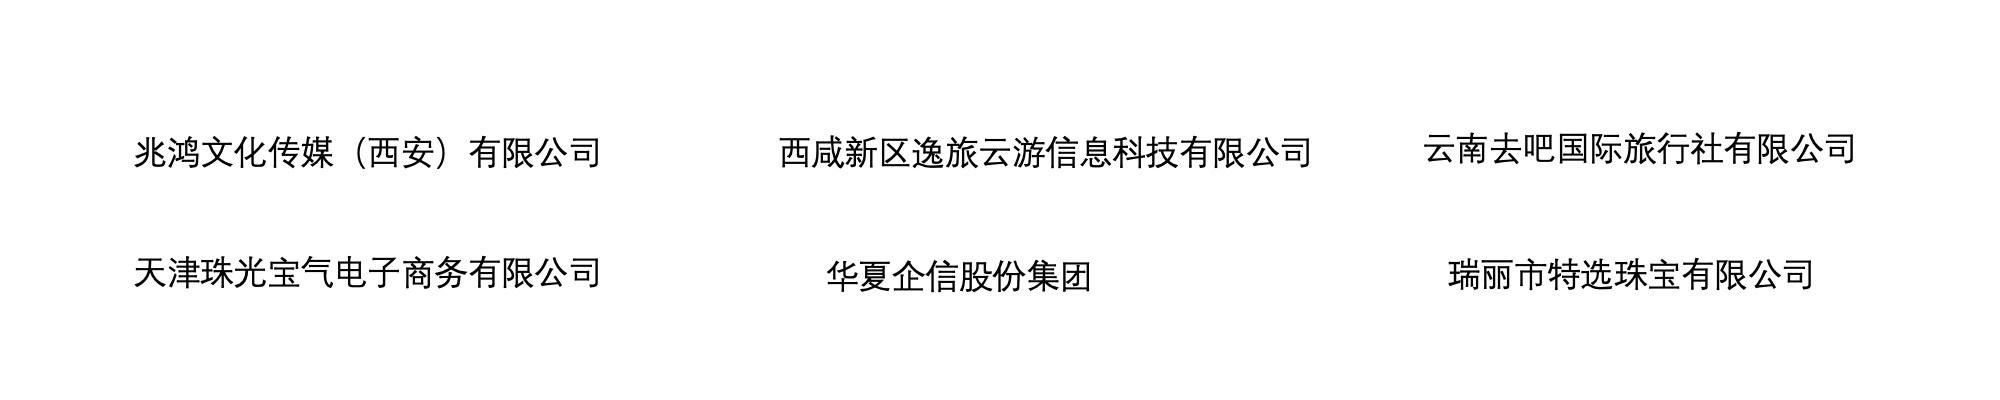 兆鸿文化传媒（西安）有限公司
西咸新区逸旅云游信息科技有限公司
云南去吧国际旅行社有限公司
天津珠光宝气电子商务有限公司
华夏企信股份集团
瑞丽市特选珠宝有限公司